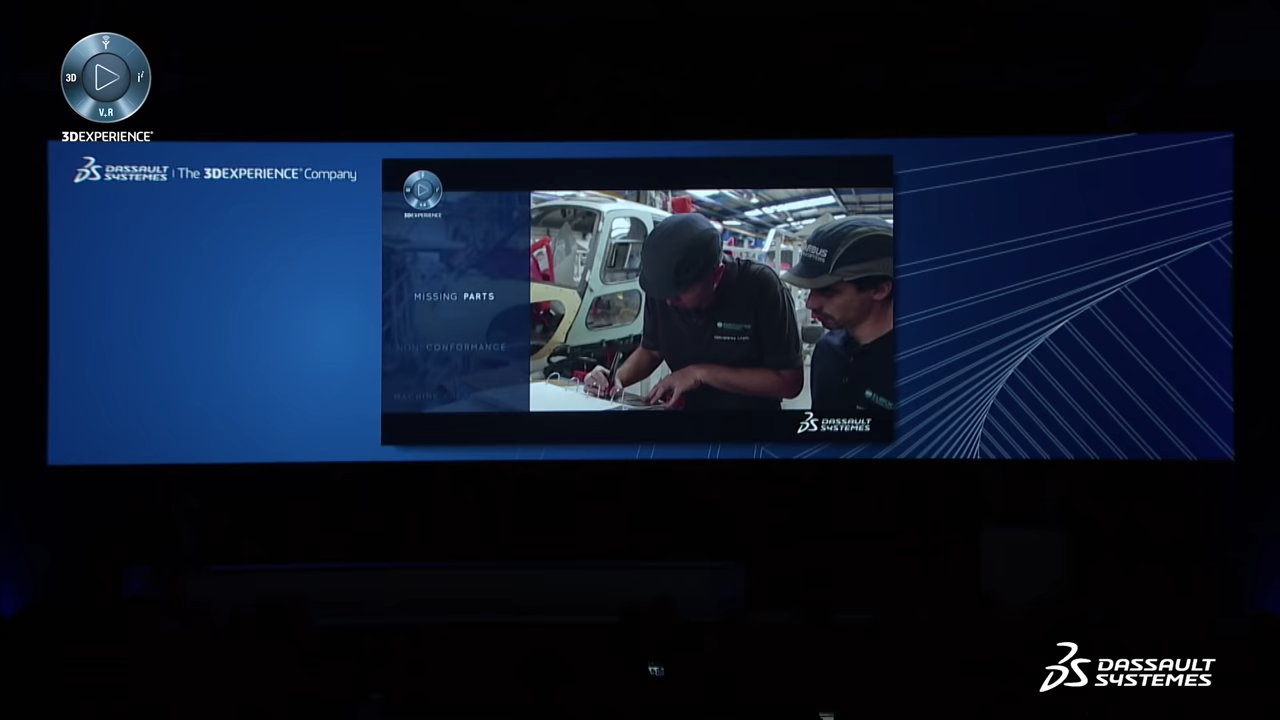 3D
V.R
3DEXPERIENCE
DASSAULT
SYSTEMES
The 3DEXPERIENCE Company
3DEXPERIENCE
MISSING PARTS
NON CONFORMANCE
DASSAULT
SYSTEMES
DASSAULT
SYSTEMES